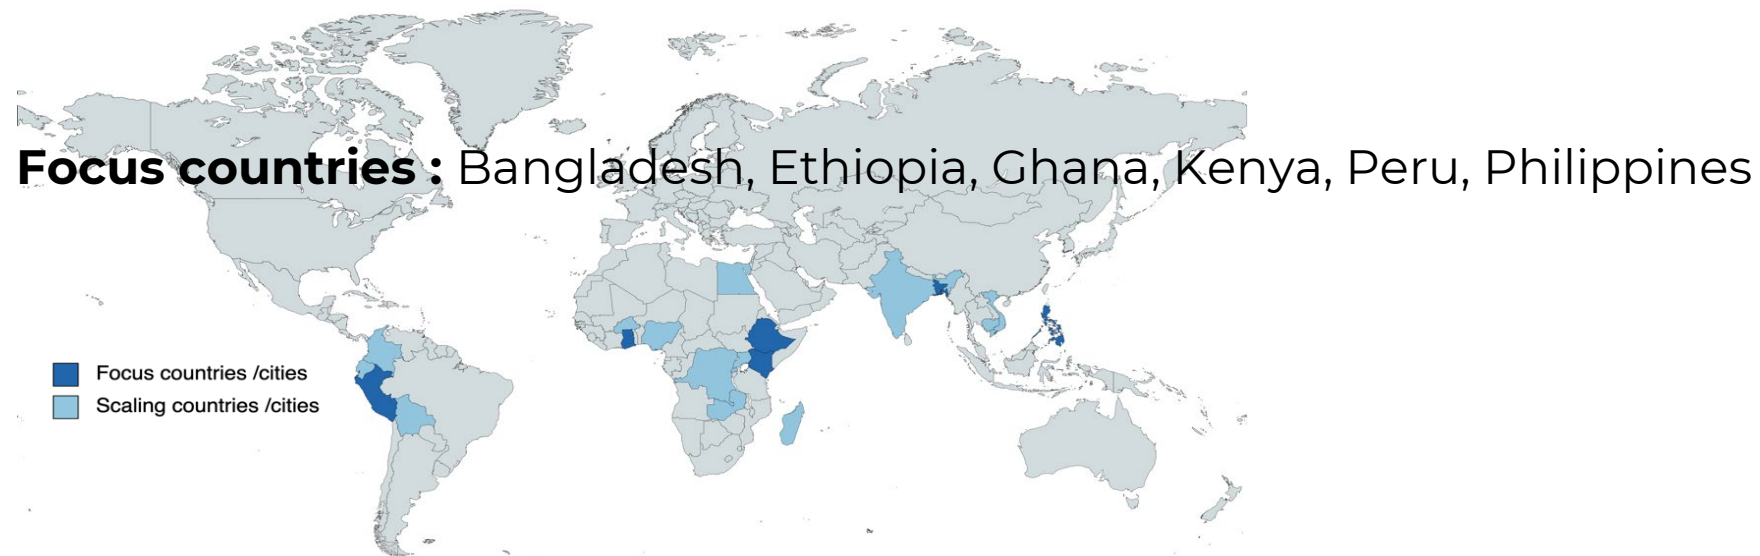 Focus countries : Bangladesh, Ethiopia, Ghana, Kenya, Peru, Philippines
Focus countries /cities
Scaling countries /cities